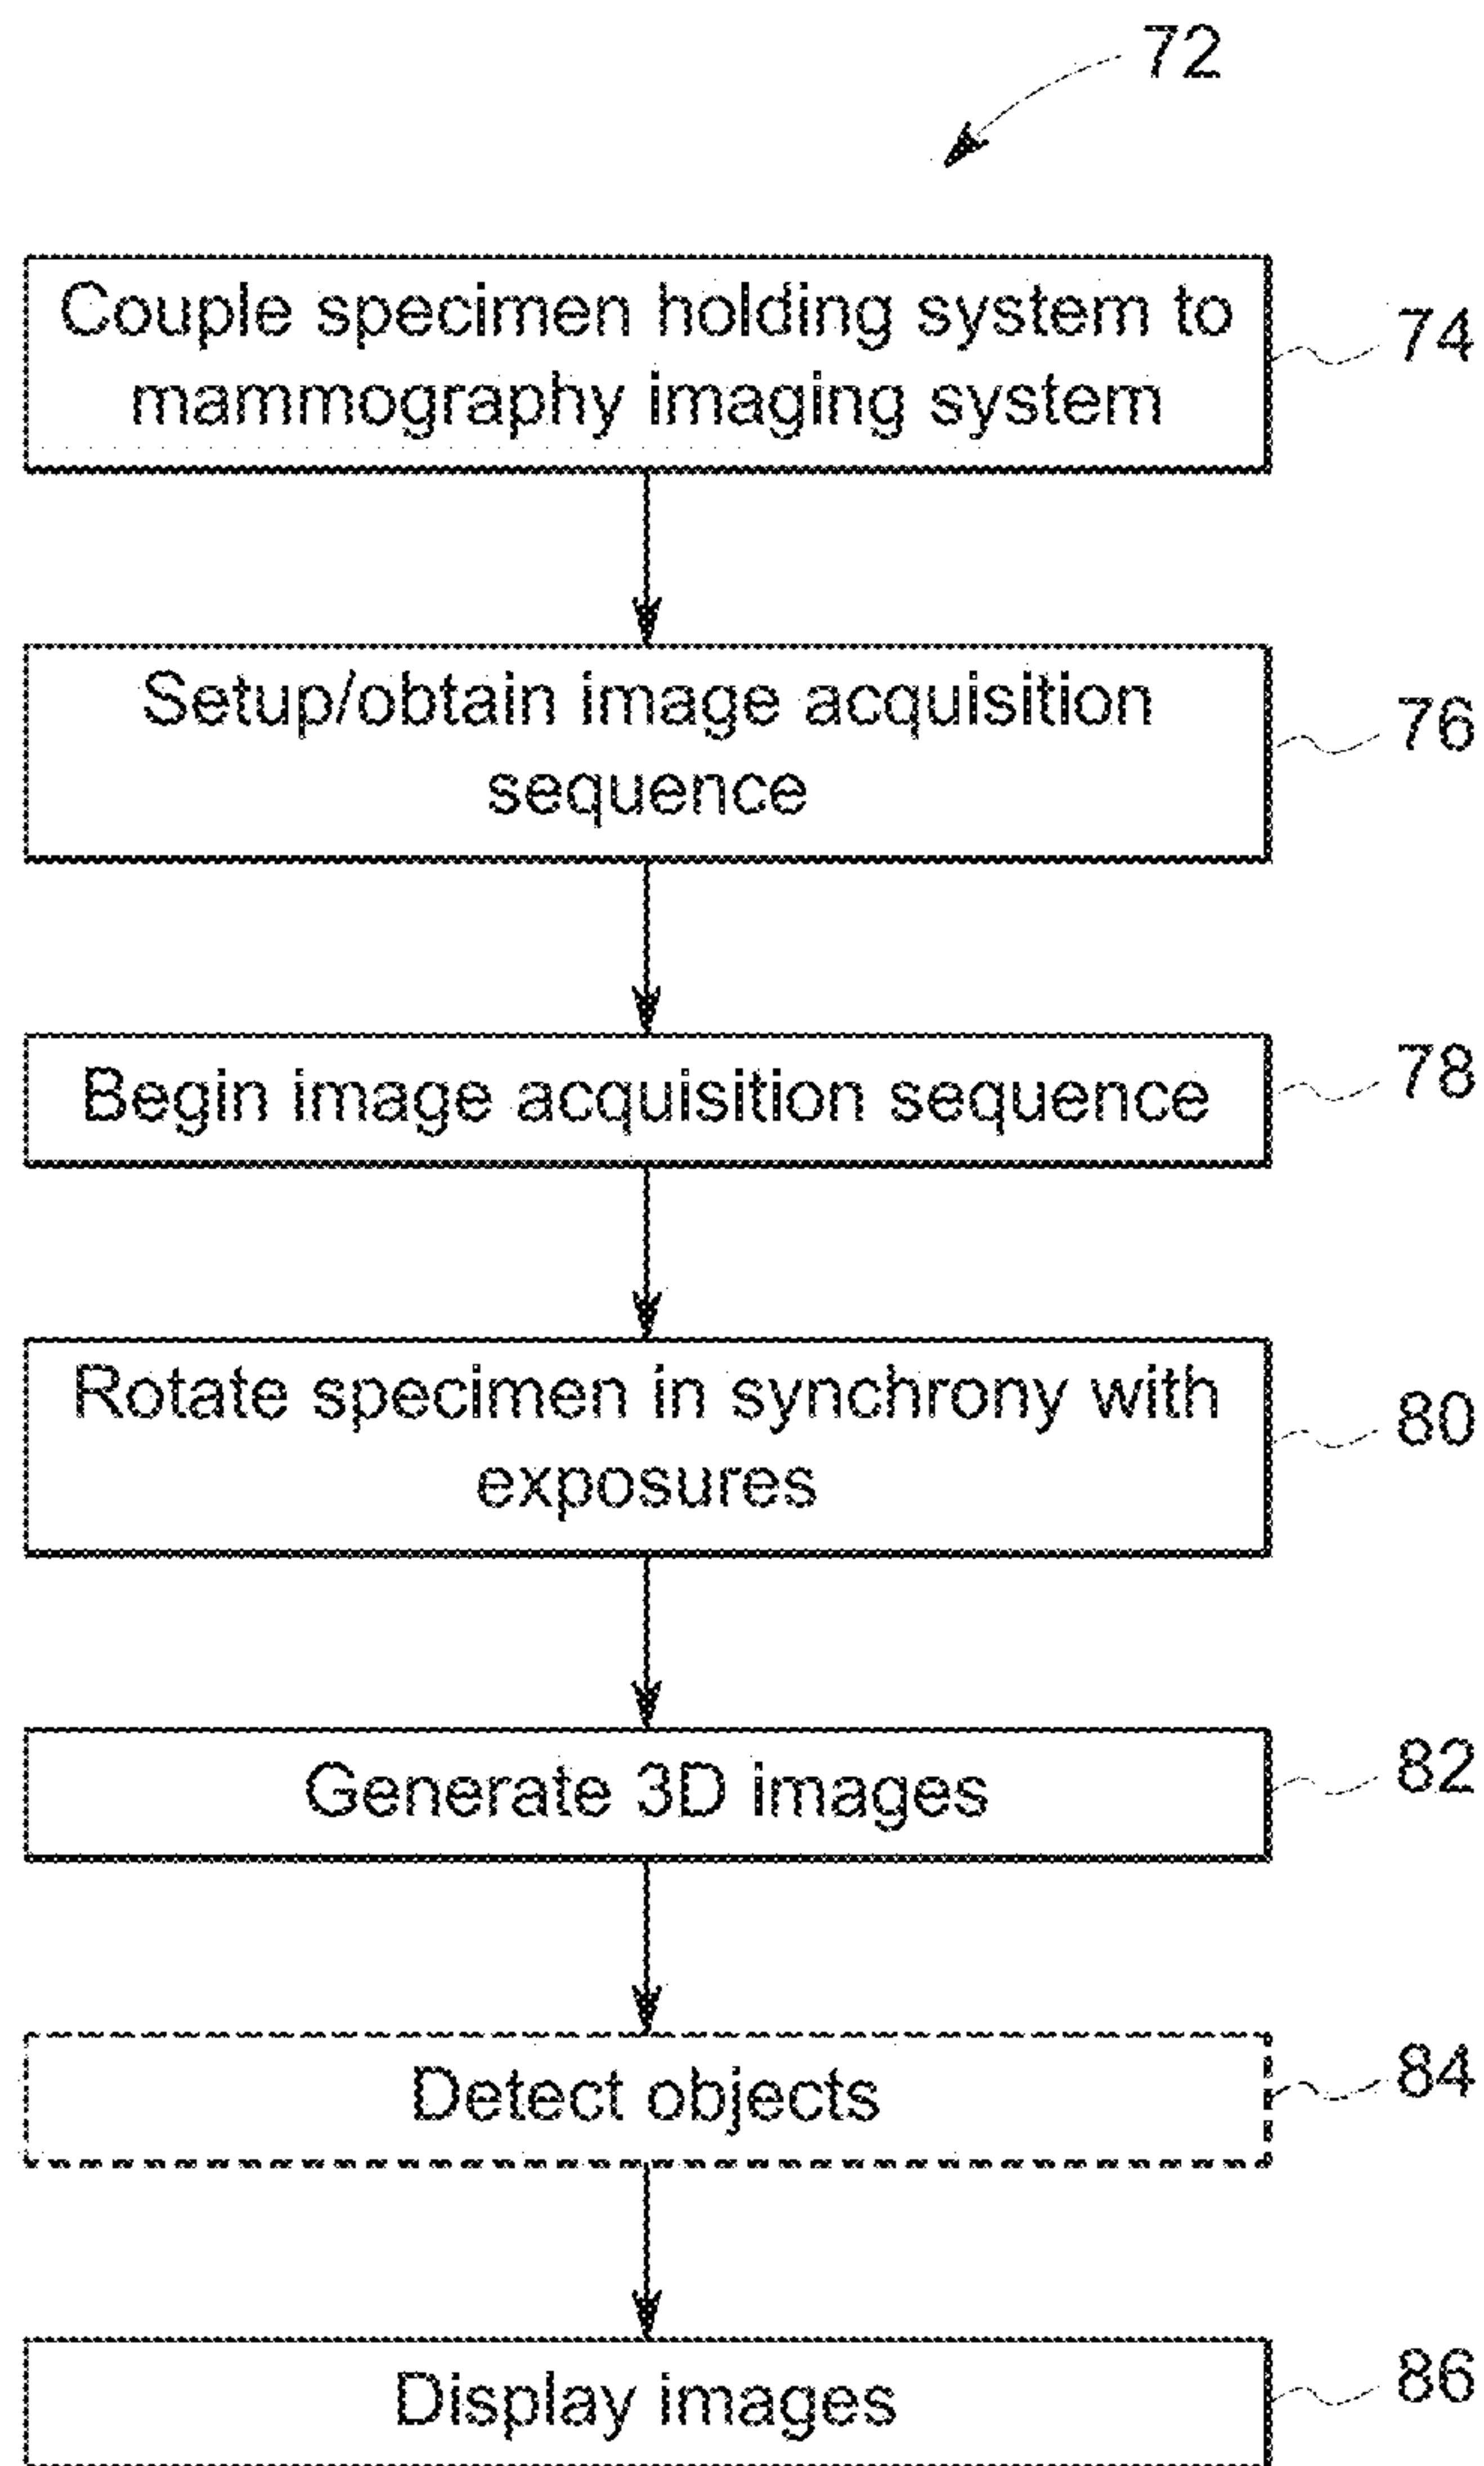 72
Couple specimen holding system to
mammography imaging system
74
Setup/obtain image acquisition
sequence
76
Begin image acquisition sequence
78
Rotate specimen in synchrony with
exposures
80
Generate 3D images
82
Detect objects
84
Display images
86